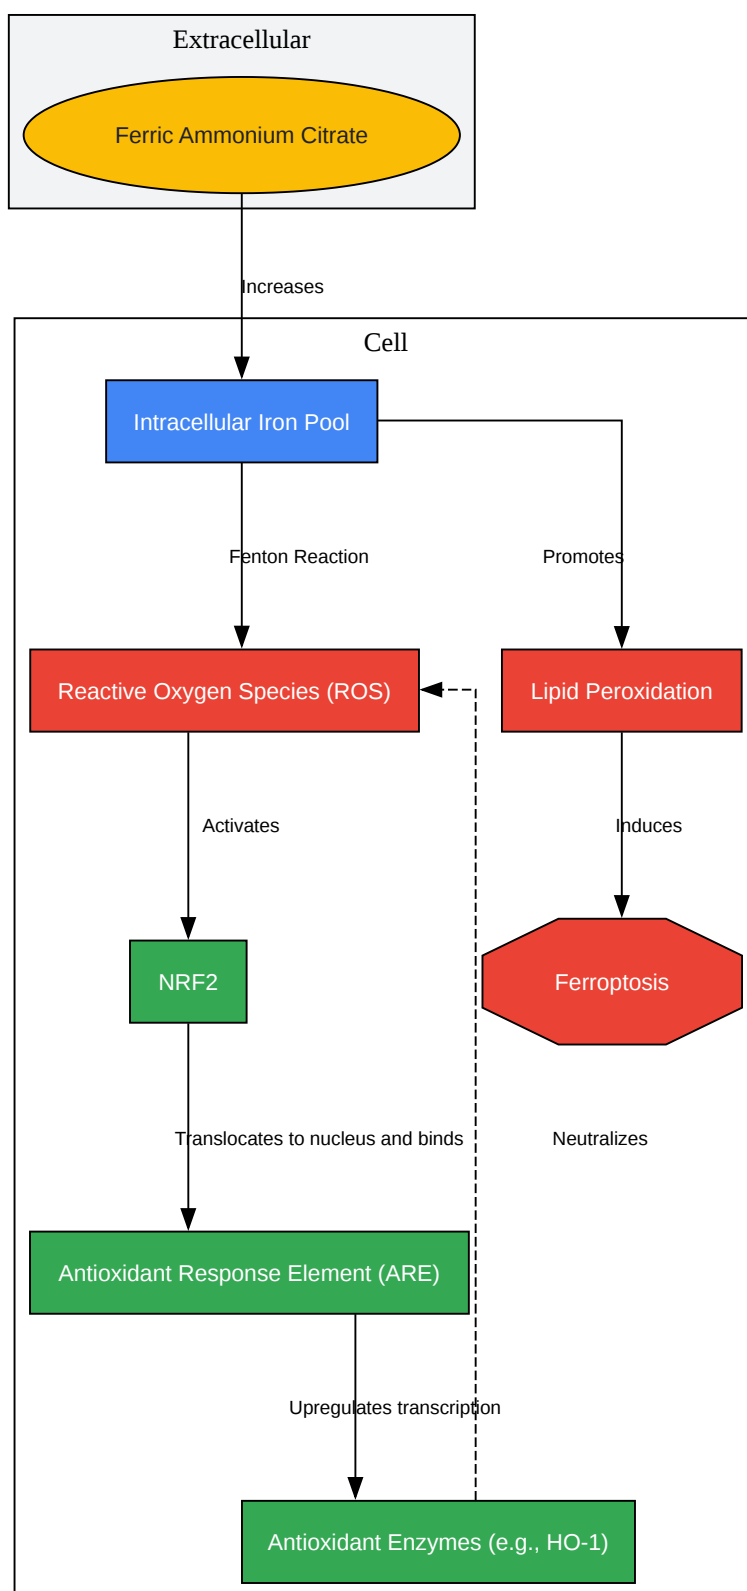 Extracellular
Ferric Ammonium Citrate
Increases
Cell
Intracellular Iron Pool
Fenton Reaction
Promotes
Reactive Oxygen Species (ROS)
Lipid Peroxidation
Activates
Induces
NRF2
Ferroptosis
Translocates to nucleus and binds
Neutralizes
Antioxidant Response Element (ARE)
Upregulates transcription
Antioxidant Enzymes (e.g., HO-1)